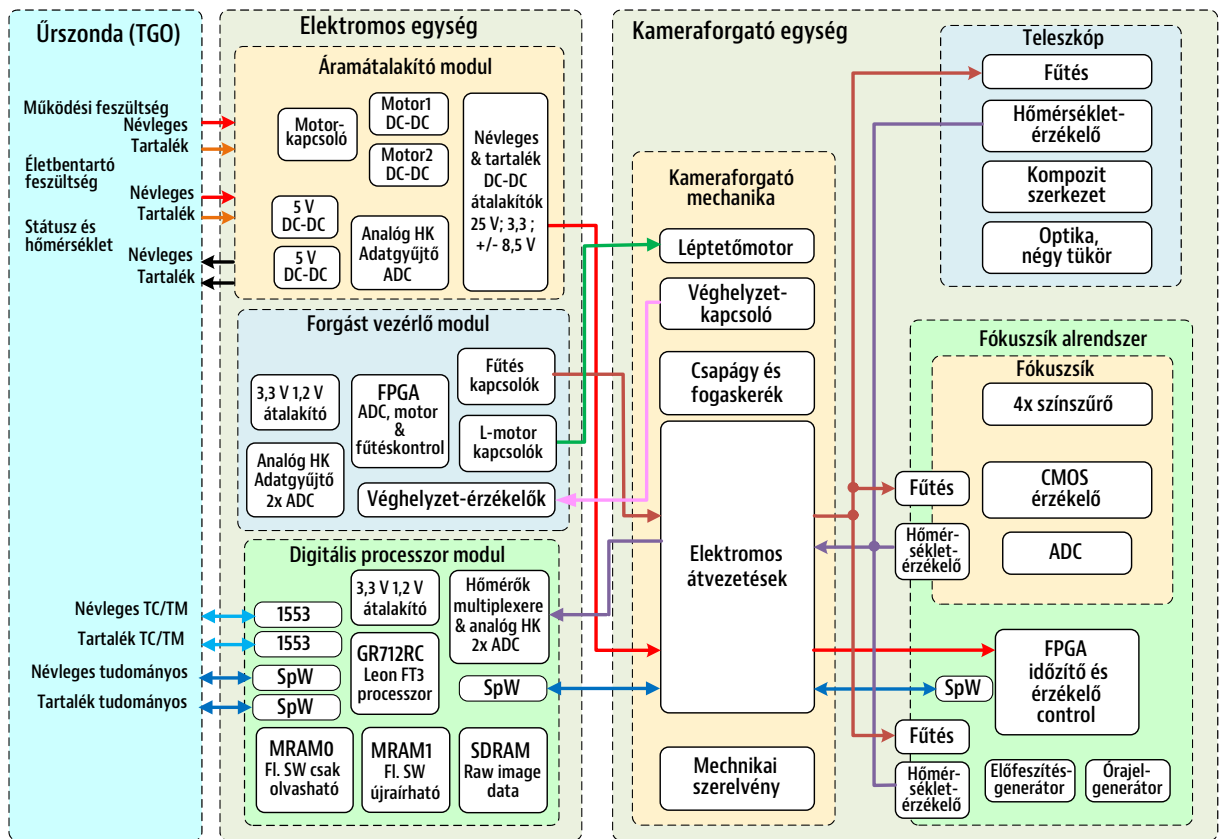 Űrszonda (TGO)
Működési feszültség
Névleges
Tartalék
Életbentartó
feszültség
Névleges
Tartalék
Státusz és
hőmérséklet
Névleges
Tartalék
Névleges TC/TM
Tartalék TC/TM
Névleges tudományos
Tartalék tudományos
Elektromos egység
Áramátalakító modul
Motor-
kapcsoló
Motor1
DC-DC
Motor2
DC-DC
5 V
DC-DC
5 V
DC-DC
Analóg HK
Adatgyűjtő
ADC
Névleges
& tartalék
DC-DC
átalakítók
25 V; 3,3 ;
+/- 8,5 V
Forgást vezérlő modul
3,3 V 1,2 V
átalakító
Analóg HK
Adatgyűjtő
2x ADC
FPGA
ADC, motor
&
fűtéskontrol
Fűtés
kapcsolók
L-motor
kapcsolók
Véghelyzet-érzékelők
Digitális processzor modul
1553
1553
SpW
SpW
3,3 V 1,2 V
átalakító
GR712RC
Leon FT3
processzor
Hőmérők
multiplexere
& analóg HK
2x ADC
SpW
MRAM0
Fl. SW csak
olvasható
MRAM1
Fl. SW
újraírható
SDRAM
Raw image
data
Kameraforgató egység
Kameraforgató
mechanika
Léptetőmotor
Véghelyzet-
kapcsoló
Csapágy és
fogaskerék
Elektromos
átvezetések
Mechnikai
szerelvény
Teleszkóp
Fűtés
Hőmérséklet-
érzékelő
Kompozit
szerkezet
Optika,
négy tükör
Fókuszsík alrendszer
Fókuszsík
4x színszűrő
CMOS
érzékelő
ADC
Fűtés
Hőmér-
séklet-
érzékelő
FPGA
időzítő és
érzékelő
control
SpW
Fűtés
Hőmér-
séklet-
érzékelő
Előfeszítés-
generátor
Órajel-
generátor